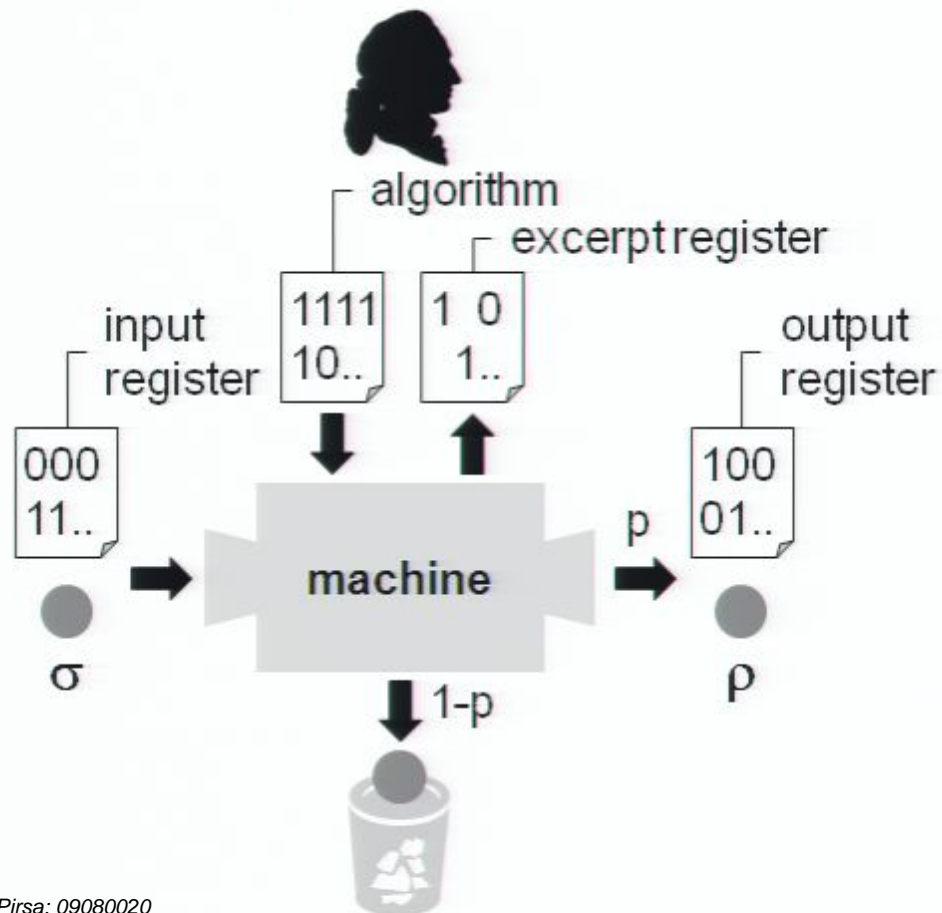 algorithm
excerpt register
1111
10..
1 0
1..
input
register
000
11..
output
register
100
01..
machine
p
σ
ρ
1-p
Pirsa: 09080020